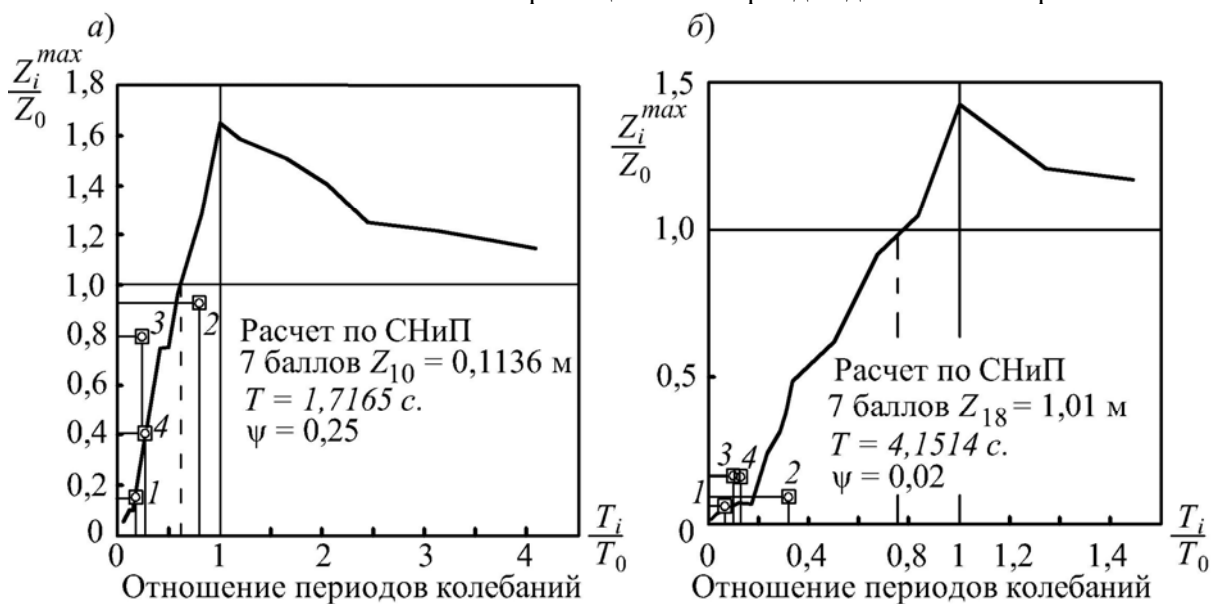 а)
Z_i^max / Z_0
1,8
1,6
1,4
1,2
1,0
0,8
0,6
0,4
0,2
0
3
2
4
1
Расчет по СНиП
7 баллов Z_10 = 0,1136 м
T = 1,7165 с.
ψ = 0,25
0 1 2 3 4
T_i / T_0
Отношение периодов колебаний
б)
Z_i^max / Z_0
1,5
1,0
0,5
0
3 4
2
1
Расчет по СНиП
7 баллов Z_18 = 1,01 м
T = 4,1514 с.
ψ = 0,02
0 0,4 0,8 1 1,2 1,4
T_i / T_0
Отношение периодов колебаний